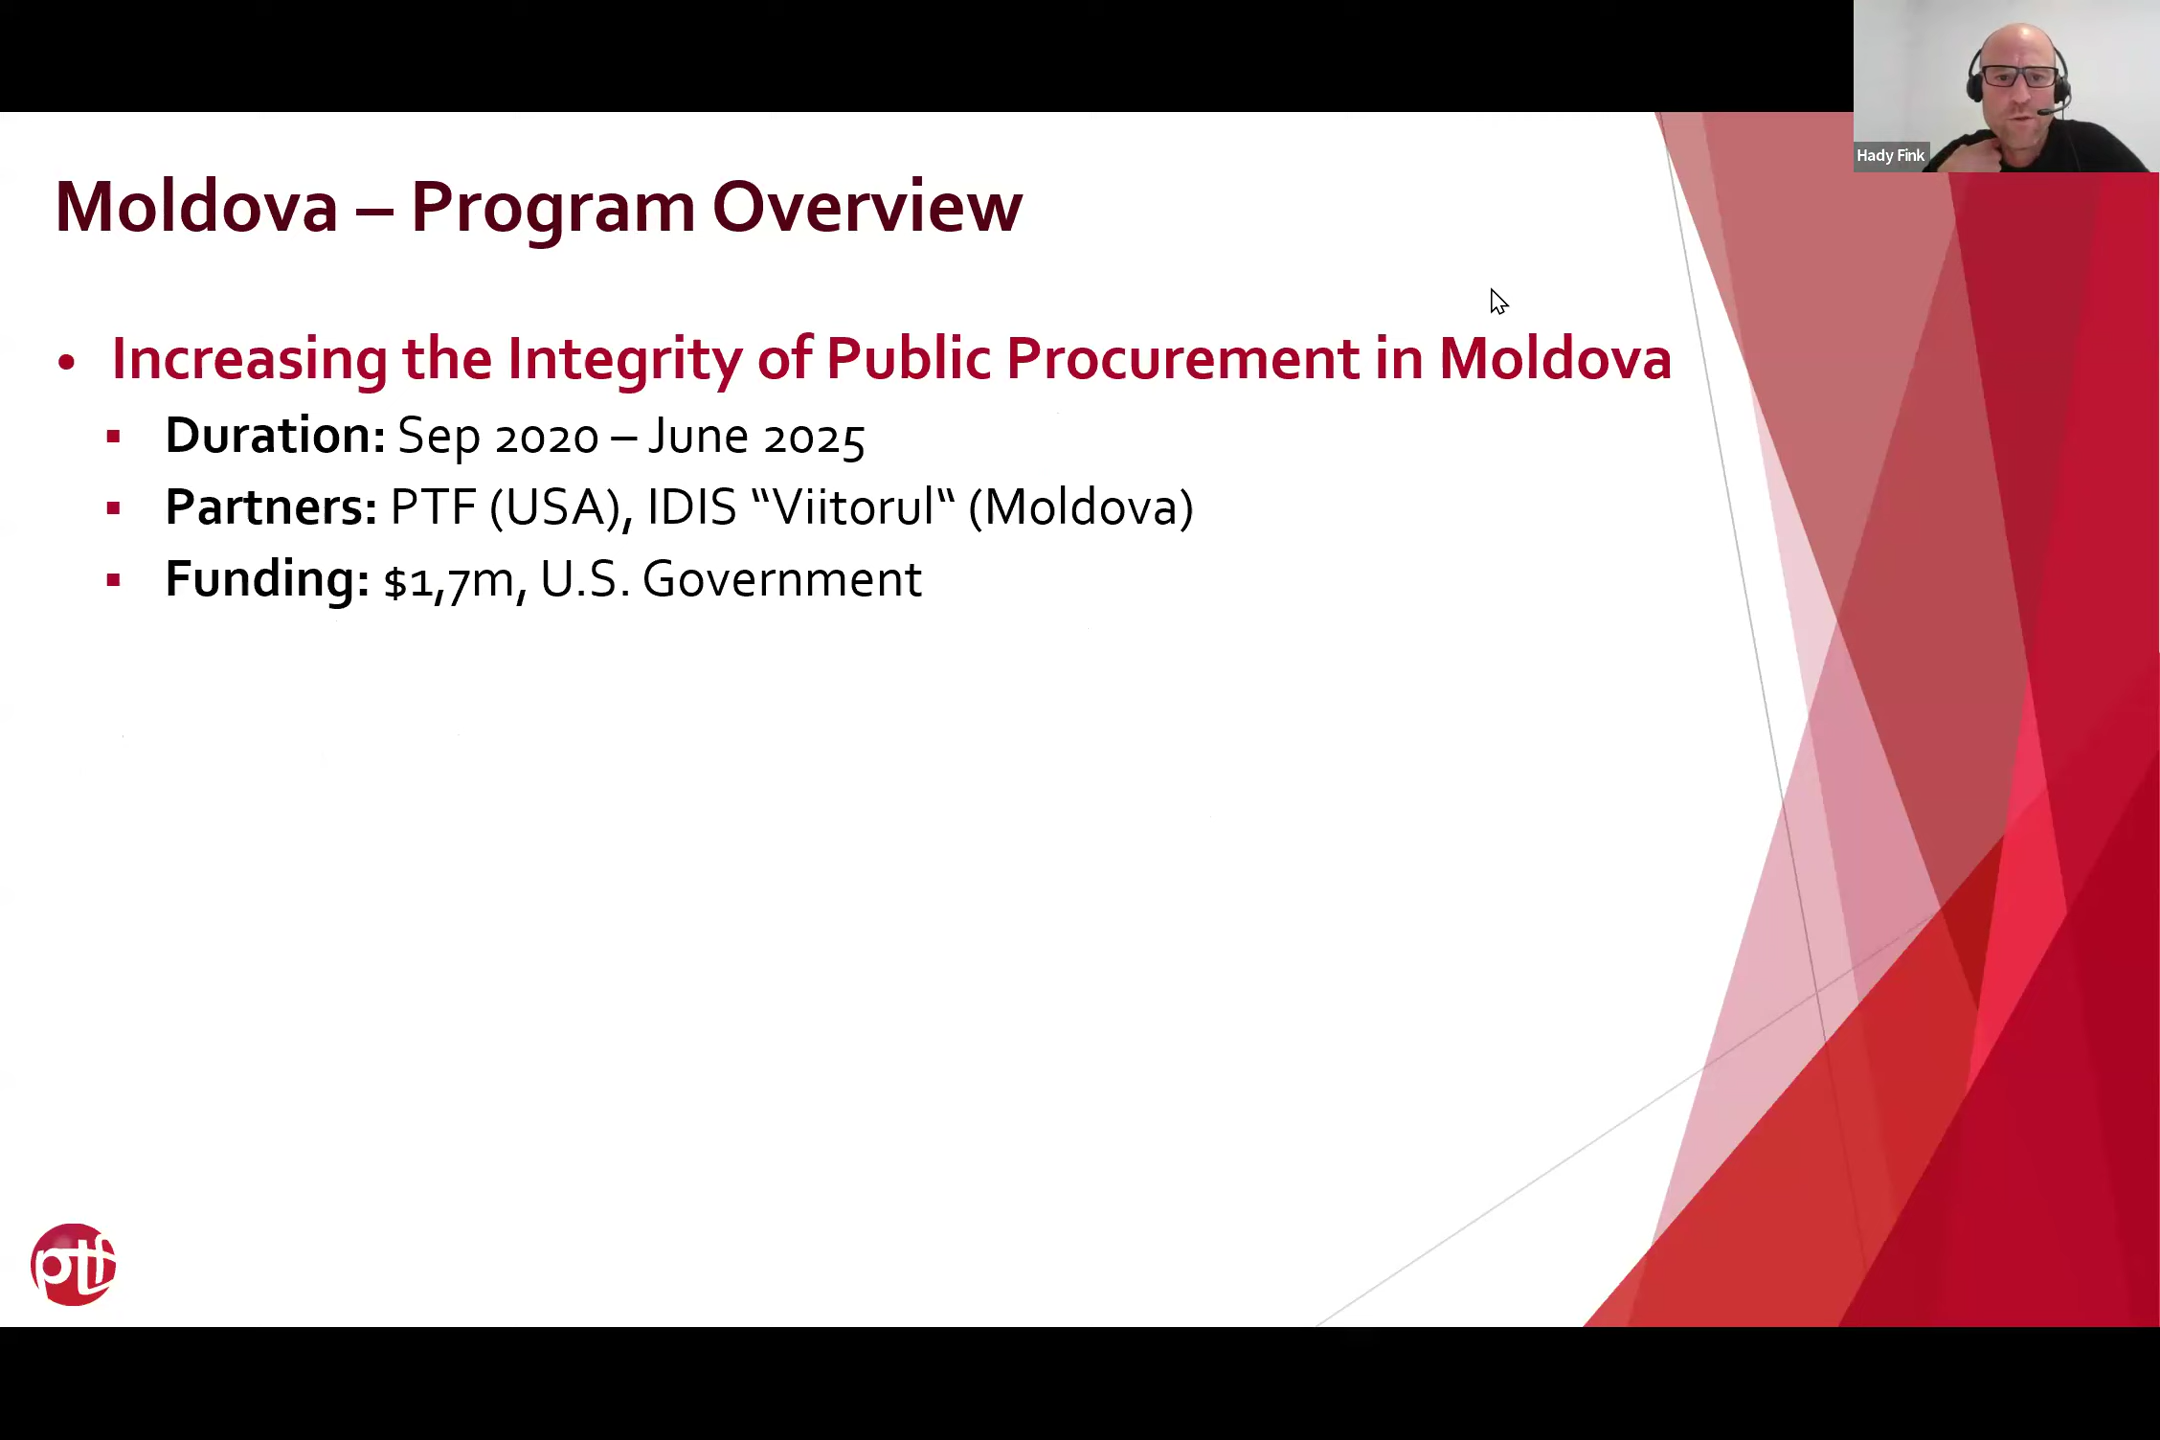 Hady Fink
Moldova – Program Overview
• Increasing the Integrity of Public Procurement in Moldova
▪ Duration: Sep 2020 – June 2025
▪ Partners: PTF (USA), IDIS “Viitorul“ (Moldova)
▪ Funding: $1,7m, U.S. Government
ptf